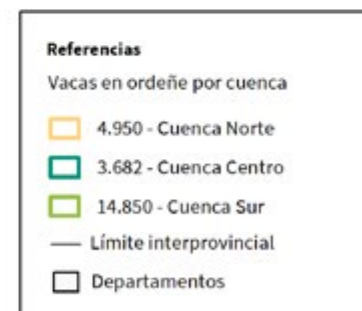 Referencias
Vacas en ordeñe por cuenca
4.950 - Cuenca Norte
3.682 - Cuenca Centro
14.850 - Cuenca Sur
Límite interprovincial
Departamentos